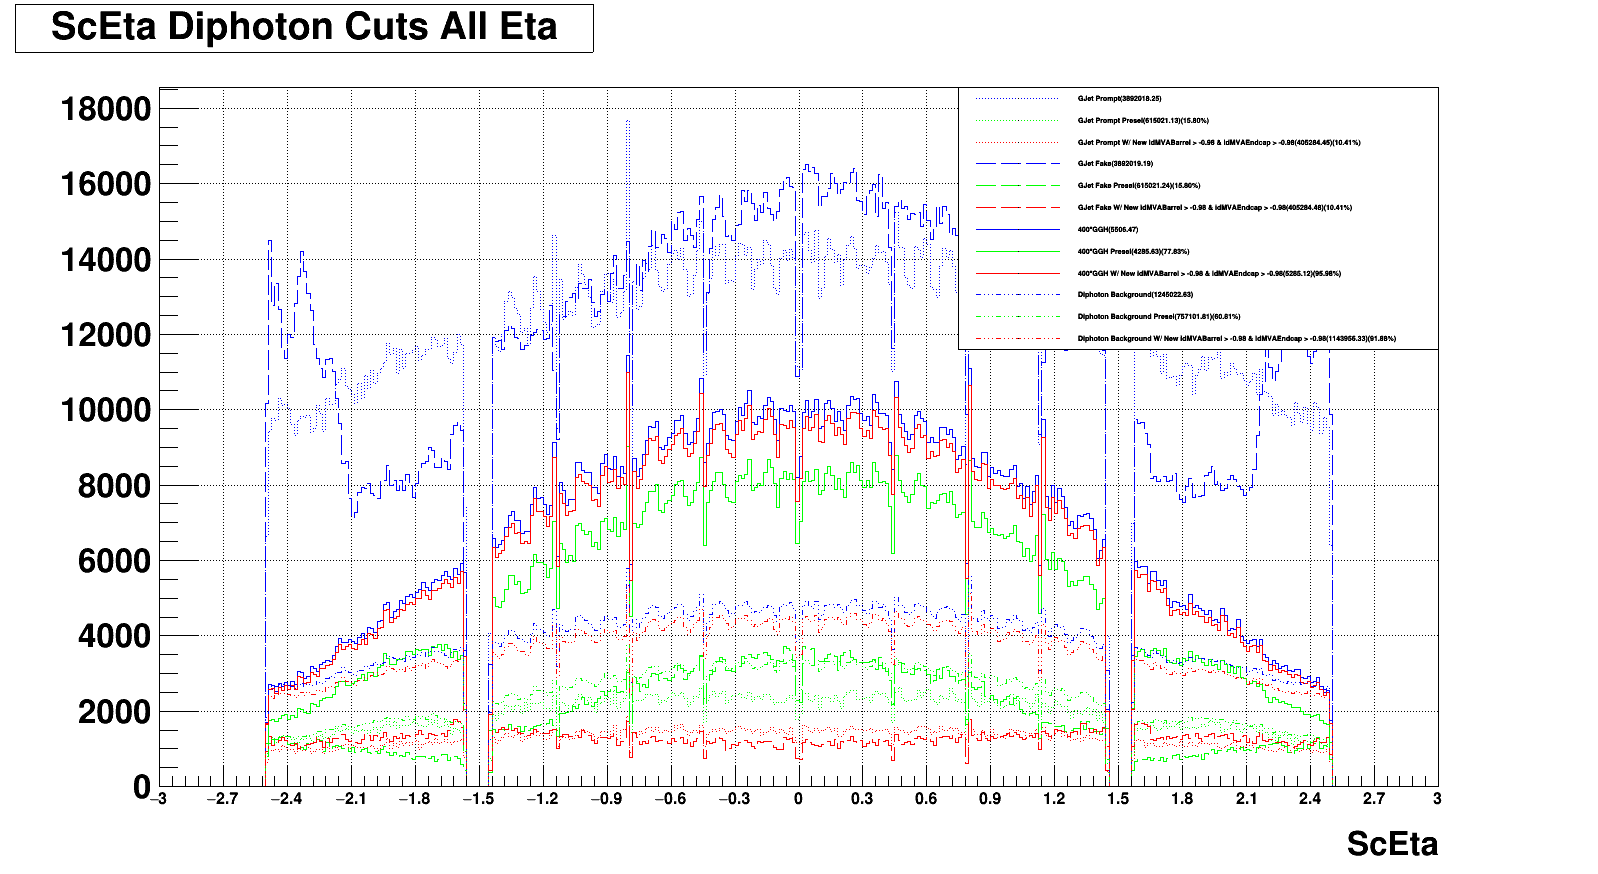 ScEta Diphoton Cuts All Eta
GJet Prompt(3892018.25)
GJet Prompt Presel(615021.13)(15.80%)
GJet Prompt W/ New IdMVABarrel > -0.98 & IdMVAEndcap > -0.98(405284.45)(10.41%)
GJet Fake(3892019.19)
GJet Fake Presel(615021.24)(15.80%)
GJet Fake W/ New IdMVABarrel > -0.98 & IdMVAEndcap > -0.98(405284.48)(10.41%)
400*GGH(5506.47)
400*GGH Presel(4285.63)(77.83%)
400*GGH W/ New IdMVABarrel > -0.98 & IdMVAEndcap > -0.98(5285.12)(95.98%)
Diphoton Background(1245022.63)
Diphoton Background Presel(757101.81)(60.81%)
Diphoton Background W/ New IdMVABarrel > -0.98 & IdMVAEndcap > -0.98(1143956.33)(91.88%)
18000
16000
14000
12000
10000
8000
6000
4000
2000
0
−3 −2.7 −2.4 −2.1 −1.8 −1.5 −1.2 −0.9 −0.6 −0.3 0 0.3 0.6 0.9 1.2 1.5 1.8 2.1 2.4 2.7 3
ScEta